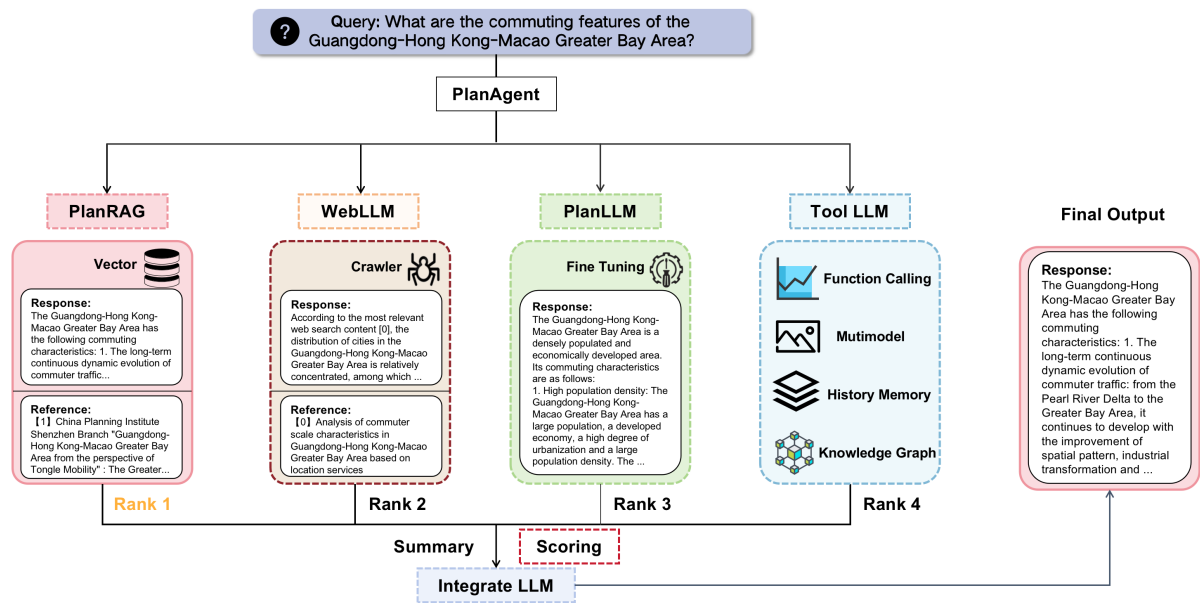 ?
Query: What are the commuting features of the
Guangdong-Hong Kong-Macao Greater Bay Area?
PlanAgent
PlanRAG
WebLLM
PlanLLM
Tool LLM
Final Output
Vector
Response:
The Guangdong-Hong Kong-
Macao Greater Bay Area has
the following commuting
characteristics: 1. The long-term
continuous dynamic evolution of
commuter traffic...
Reference:
【1】China Planning Institute
Shenzhen Branch "Guangdong-
Hong Kong-Macao Greater Bay
Area from the perspective of
Tongle Mobility" : The Greater...
Crawler
Response:
According to the most relevant
web search content [0], the
distribution of cities in the
Guangdong-Hong Kong-Macao
Greater Bay Area is relatively
concentrated, among which ...
Reference:
【0】Analysis of commuter
scale characteristics in
Guangdong-Hong Kong-Macao
Greater Bay Area based on
location services
Fine Tuning
Response:
The Guangdong-Hong Kong-
Macao Greater Bay Area is a
densely populated and
economically developed area.
Its commuting characteristics
are as follows:
1. High population density: The
Guangdong-Hong Kong-
Macao Greater Bay Area has a
large population, a developed
economy, a high degree of
urbanization and a large
population density. The ...
Function Calling
Mutimodel
History Memory
Knowledge Graph
Response:
The Guangdong-Hong
Kong-Macao Greater Bay
Area has the following
commuting
characteristics: 1. The
long-term continuous
dynamic evolution of
commuter traffic: from the
Pearl River Delta to the
Greater Bay Area, it
continues to develop with
the improvement of
spatial pattern, industrial
transformation and ...
Rank 1
Rank 2
Rank 3
Rank 4
Summary
Scoring
Integrate LLM